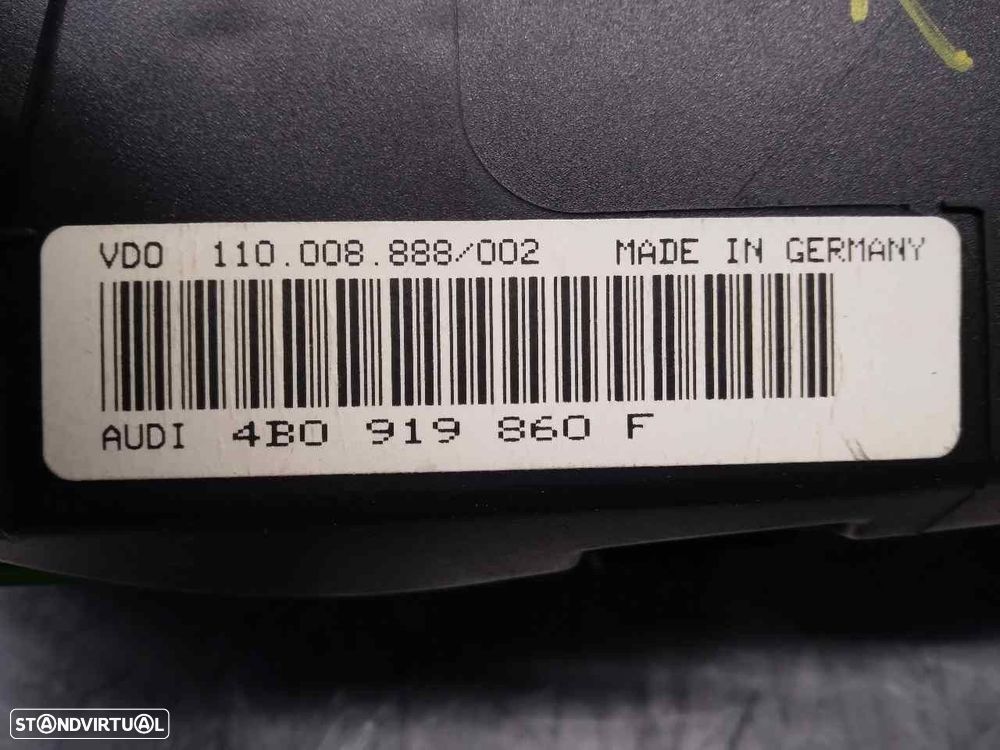 VDO 110.008.888/002 MADE IN GERMANY
AUDI 4B0 919 860 F
STANDVIRTUAL